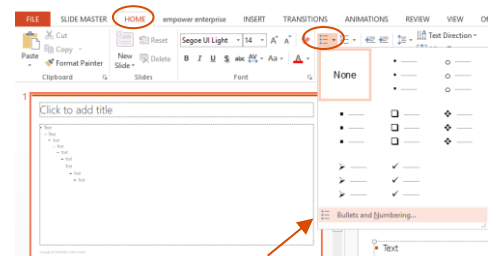 FILE SLIDE MASTER HOME empower enterprise INSERT TRANSITIONS ANIMATIONS REVIEW VIEW
Cut
Copy
Format Painter
Paste
Clipboard
New
Slide
Reset
Delete
Slides
Segoe UI Light 14 A A
B I U S abc AV Aa A
Font
Text Direction
1
Click to add title
Text
Text
Text
Text
Text
Text
Text
Text
Text
None
Bullets and Numbering...
Text